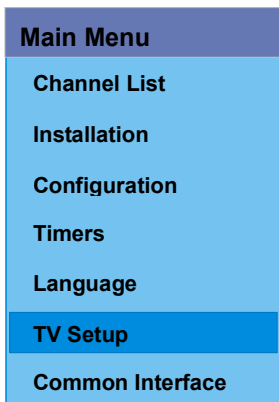 Main Menu
Channel List
Installation
Configuration
Timers
Language
TV Setup
Common Interface